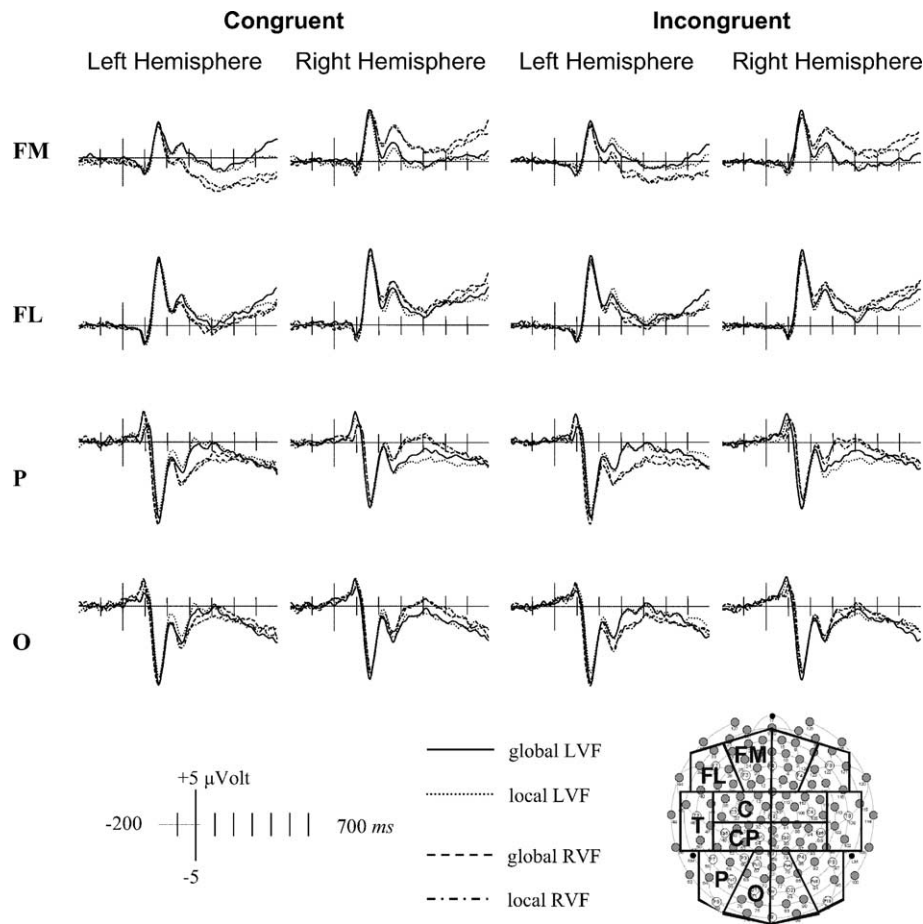 Congruent Incongruent
Left Hemisphere Right Hemisphere Left Hemisphere Right Hemisphere
FM
FL
P
O
+5 µVolt
-200 700 ms
-5
global LVF
local LVF
global RVF
local RVF
FM
FL
C
T
CP
P
O